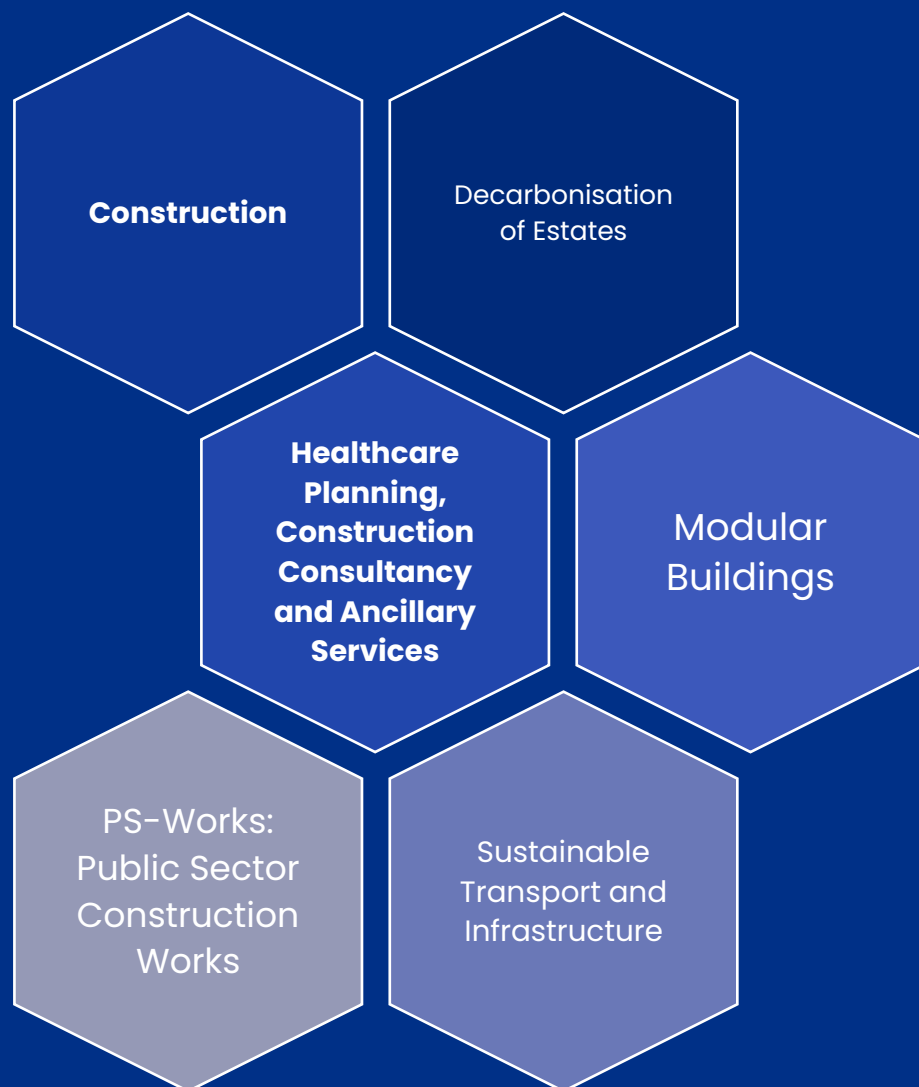 Construction
Decarbonisation
of Estates
Healthcare
Planning,
Construction
Consultancy
and Ancillary
Services
Modular
Buildings
PS-Works:
Public Sector
Construction
Works
Sustainable
Transport and
Infrastructure